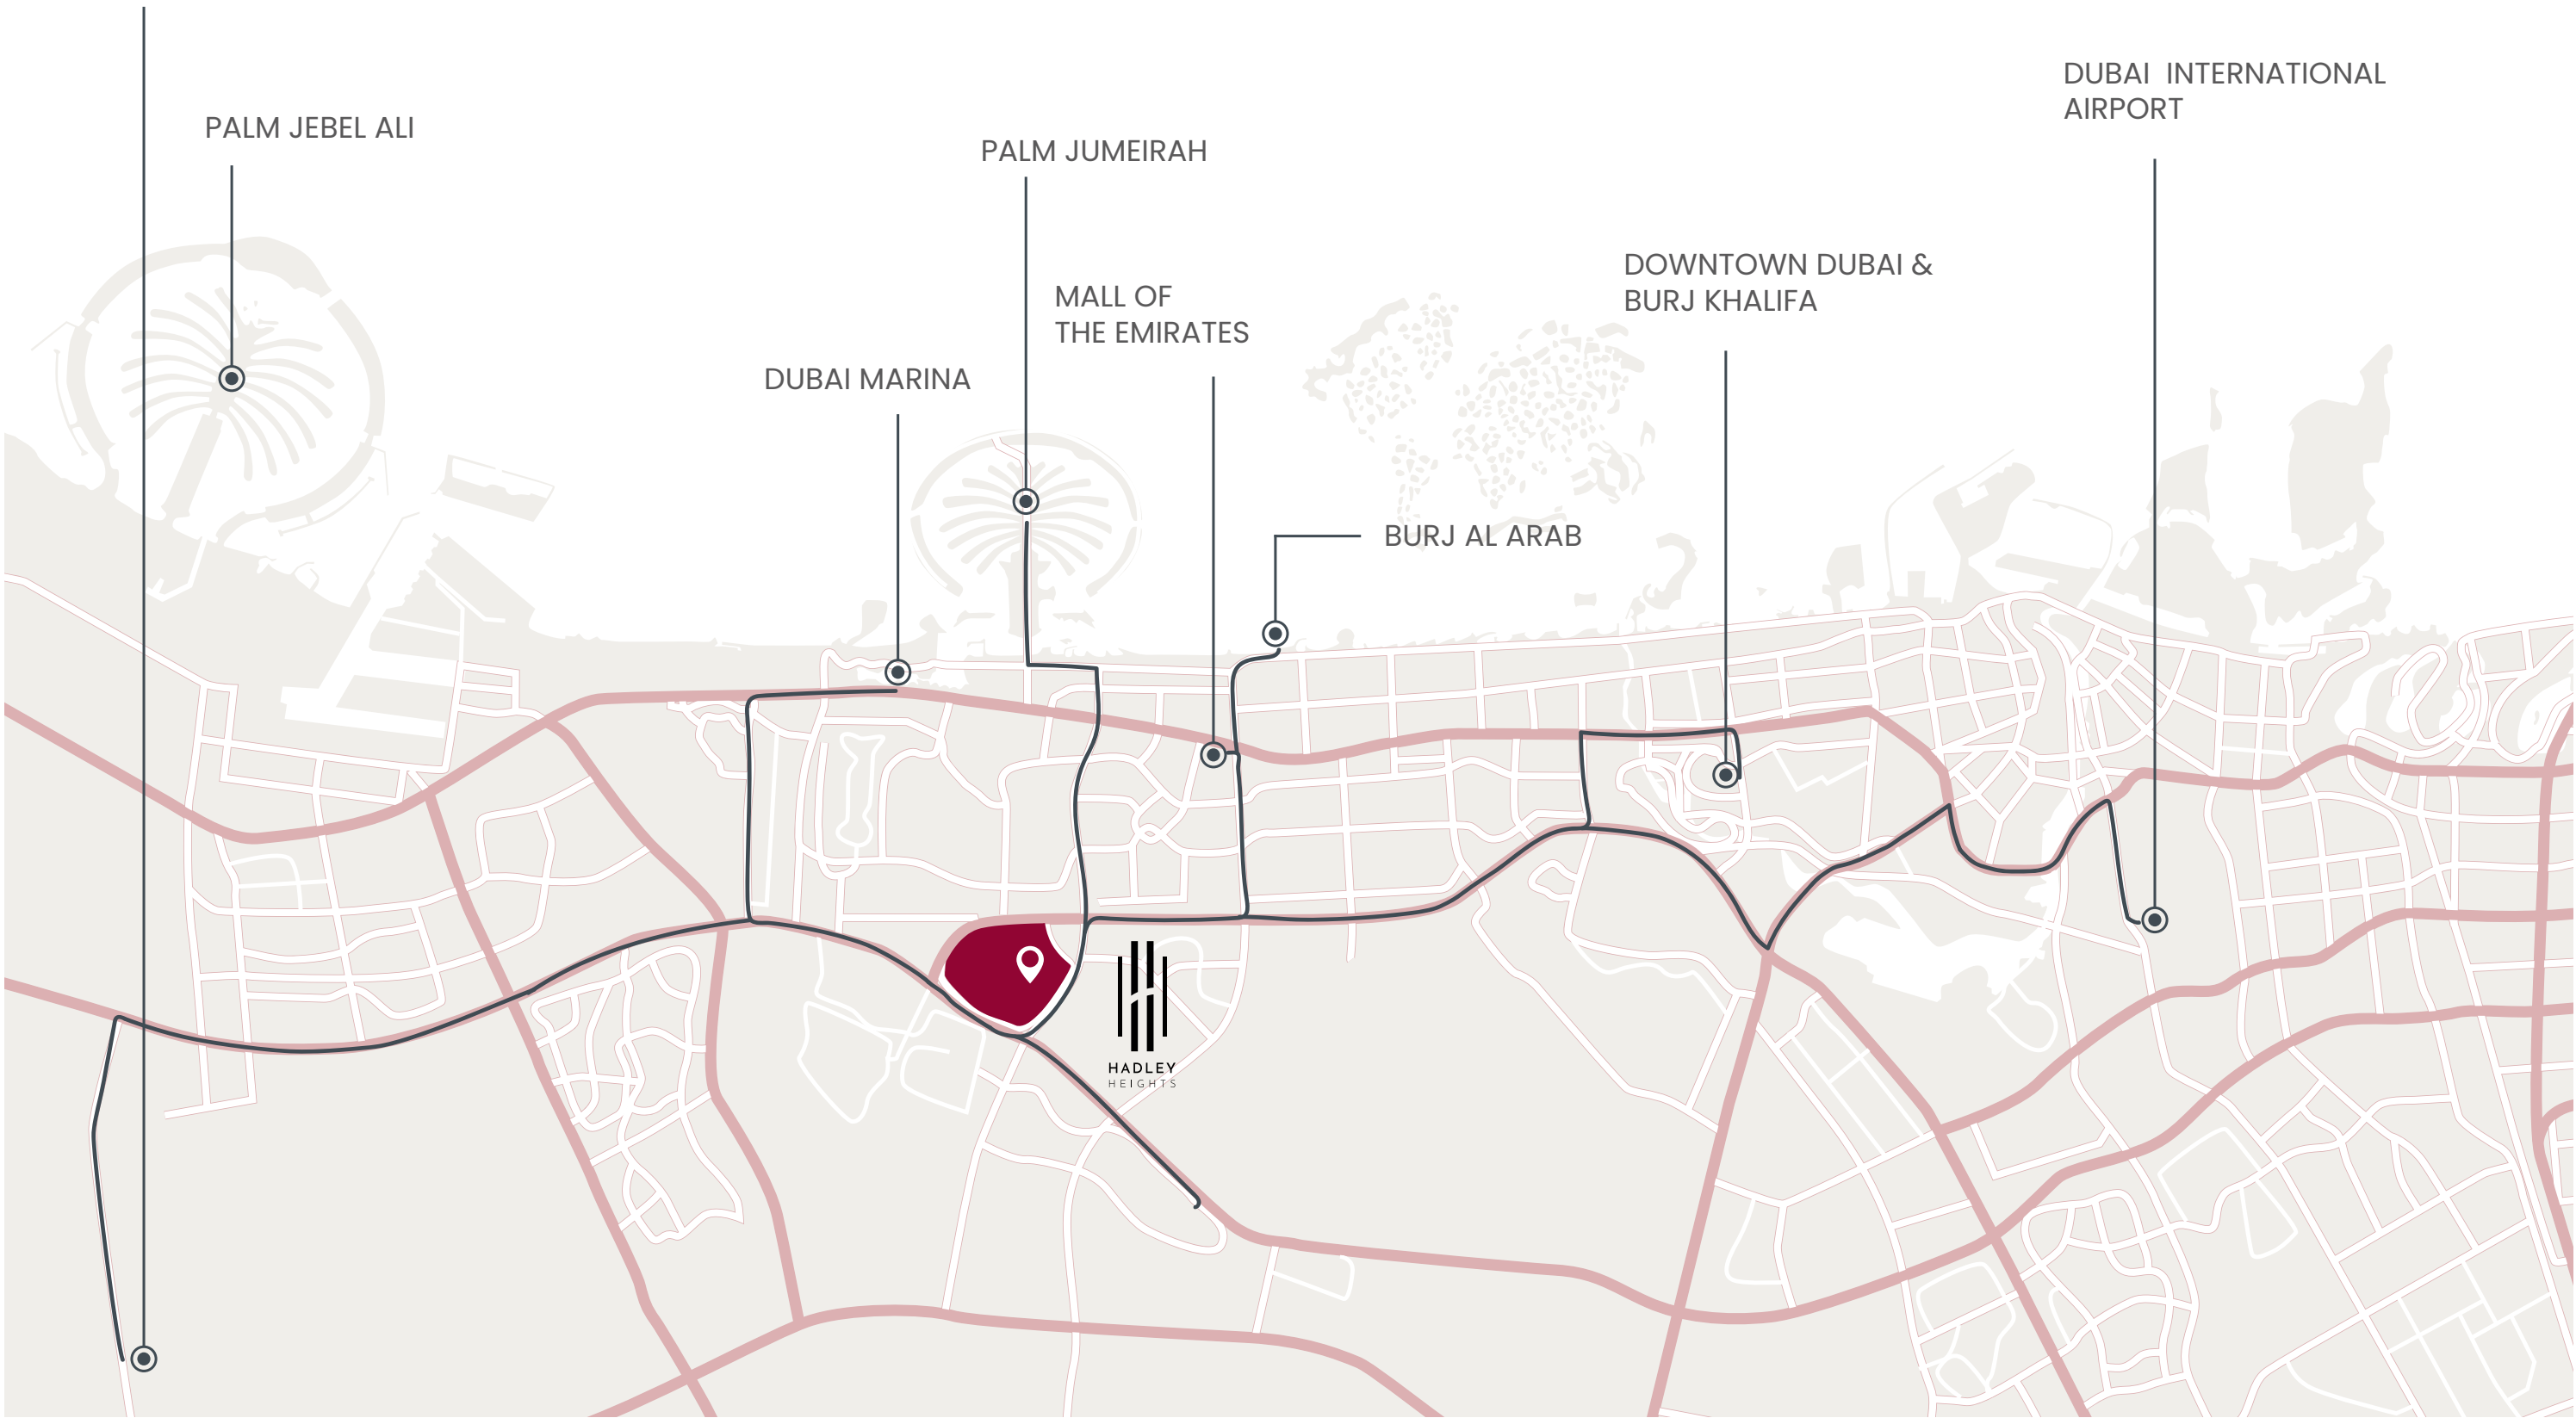 DUBAI  INTERNATIONAL
AIRPORT
PALM JEBEL ALI
PALM JUMEIRAH
DOWNTOWN DUBAI &
BURJ KHALIFA
MALL OF
THE EMIRATES
DUBAI MARINA
BURJ AL ARAB
HADLEY
HEIGHTS